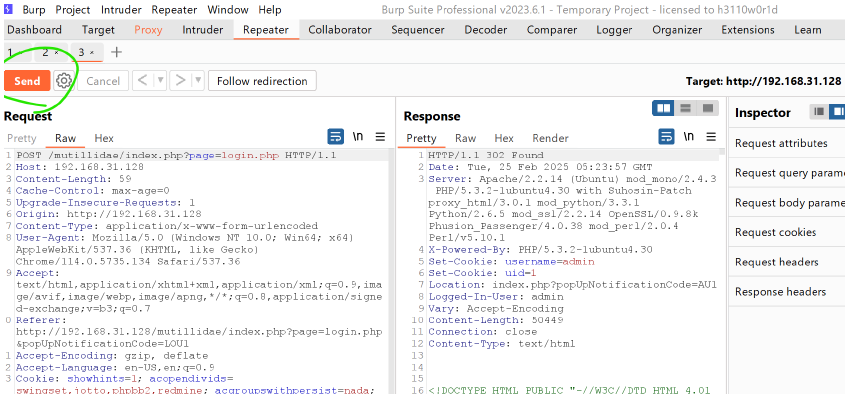 Burp Project Intruder Repeater Window Help Burp Suite Professional v2023.6.1 - Temporary Project - licensed to h3110w0r1d
Dashboard Target Proxy Intruder Repeater Collaborator Sequencer Decoder Comparer Logger Organizer Extensions Learn
1 × 2 × 3 × +
Send Cancel < > Follow redirection Target: http://192.168.31.128
Request
Pretty Raw Hex \n
1 POST /mutillidae/index.php?page=login.php HTTP/1.1
2 Host: 192.168.31.128
3 Content-Length: 59
4 Cache-Control: max-age=0
5 Upgrade-Insecure-Requests: 1
6 Origin: http://192.168.31.128
7 Content-Type: application/x-www-form-urlencoded
8 User-Agent: Mozilla/5.0 (Windows NT 10.0; Win64; x64)
AppleWebKit/537.36 (KHTML, like Gecko)
Chrome/114.0.5735.134 Safari/537.36
9 Accept:
text/html,application/xhtml+xml,application/xml;q=0.9,ima
ge/avif,image/webp,image/apng,*/*;q=0.8,application/signe
d-exchange;v=b3;q=0.7
0 Referer:
http://192.168.31.128/mutillidae/index.php?page=login.php
&popUpNotificationCode=LOU1
1 Accept-Encoding: gzip, deflate
2 Accept-Language: en-US,en;q=0.9
3 Cookie: showhints=1; acopendivids=
swingset,jotto,phpbb2,redmine; acgroupswithpersist=nada;
Response
Pretty Raw Hex Render \n
1 HTTP/1.1 302 Found
2 Date: Tue, 25 Feb 2025 05:23:57 GMT
3 Server: Apache/2.2.14 (Ubuntu) mod_mono/2.4.3
PHP/5.3.2-1ubuntu4.30 with Suhosin-Patch
proxy_html/3.0.1 mod_python/3.3.1
Python/2.6.5 mod_ssl/2.2.14 OpenSSL/0.9.8k
Phusion_Passenger/4.0.38 mod_perl/2.0.4
Perl/v5.10.1
4 X-Powered-By: PHP/5.3.2-1ubuntu4.30
5 Set-Cookie: username=admin
6 Set-Cookie: uid=1
7 Location: index.php?popUpNotificationCode=AU1
8 Logged-In-User: admin
9 Vary: Accept-Encoding
10 Content-Length: 50449
11 Connection: close
12 Content-Type: text/html
13
14
15
16 <!DOCTYPE HTML PUBLIC "-//W3C//DTD HTML 4.01
Inspector
Request attributes
Request query parame
Request body parame
Request cookies
Request headers
Response headers